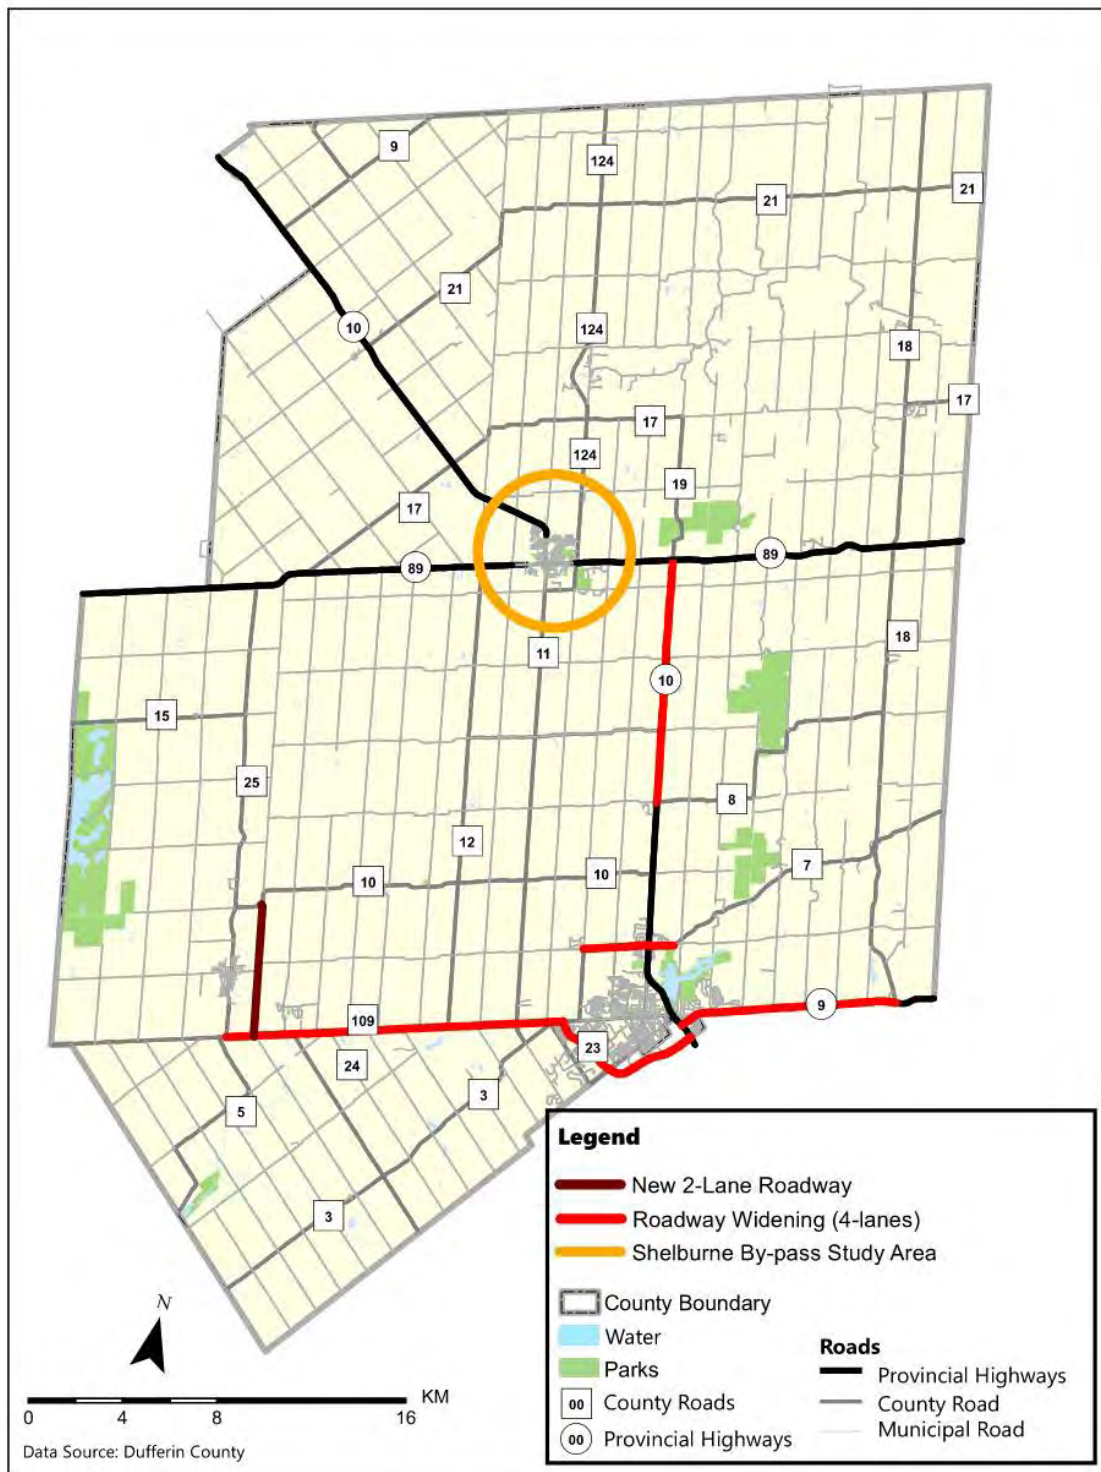 9
124
21
21
21
10
124
18
17
17
124
19
17
89
89
11
18
10
15
25
8
12
7
10
10
9
109
23
24
3
5
3
Legend
New 2-Lane Roadway
Roadway Widening (4-lanes)
Shelburne By-pass Study Area
County Boundary
Water
Parks
00 County Roads
00 Provincial Highways
Roads
Provincial Highways
County Road
Municipal Road
N
KM
0 4 8 16
Data Source: Dufferin County